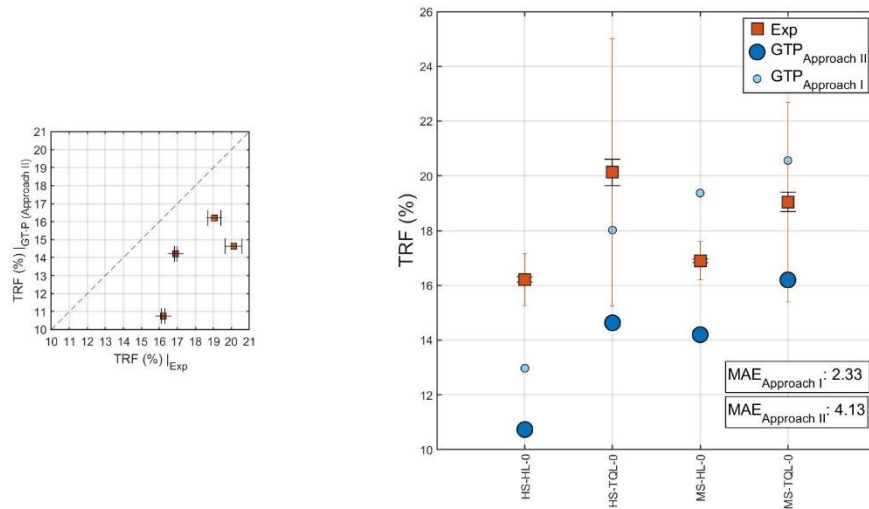 21
20
19
18
17
16
15
14
13
12
11
10
10 11 12 13 14 15 16 17 18 19 20 21
TRF (%) |GT-P (Approach II)
TRF (%) |Exp
26
24
22
20
18
16
14
12
10
TRF (%)
Exp
GTPApproach II
GTPApproach I
MAEApproach I: 2.33
MAEApproach II: 4.13
HS-HL-0
HS-TQL-0
MS-HL-0
MS-TQL-0